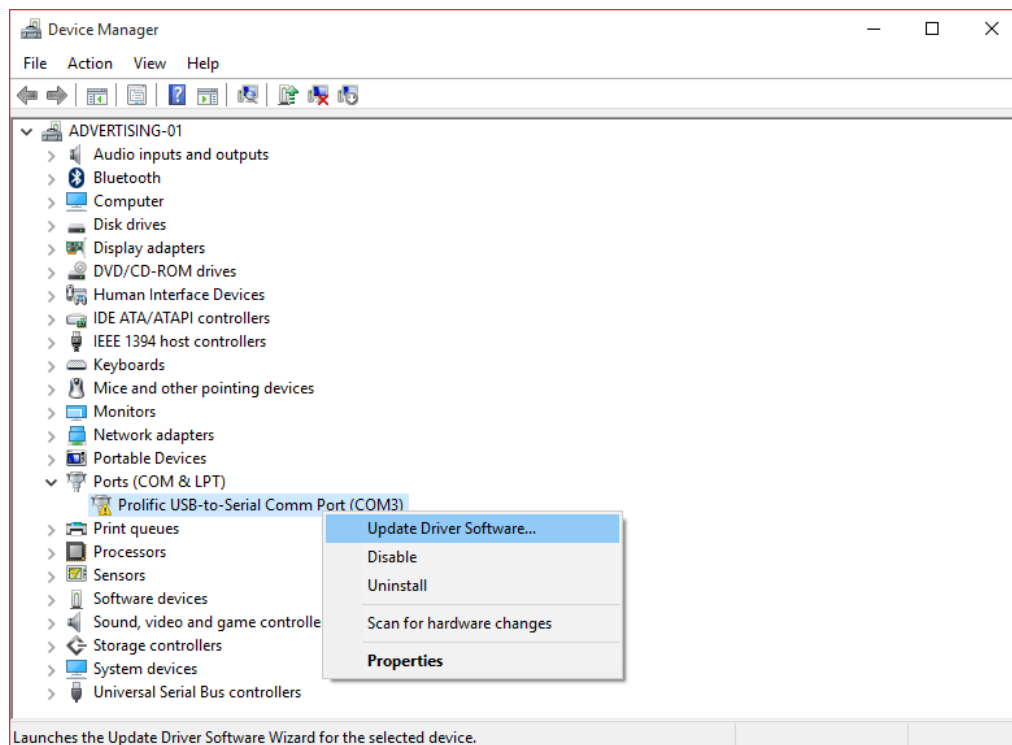 Device Manager
File Action View Help
ADVERTISING-01
Audio inputs and outputs
Bluetooth
Computer
Disk drives
Display adapters
DVD/CD-ROM drives
Human Interface Devices
IDE ATA/ATAPI controllers
IEEE 1394 host controllers
Keyboards
Mice and other pointing devices
Monitors
Network adapters
Portable Devices
Ports (COM & LPT)
Prolific USB-to-Serial Comm Port (COM3)
Print queues
Processors
Sensors
Software devices
Sound, video and game controlle
Storage controllers
System devices
Universal Serial Bus controllers
Update Driver Software...
Disable
Uninstall
Scan for hardware changes
Properties
Launches the Update Driver Software Wizard for the selected device.